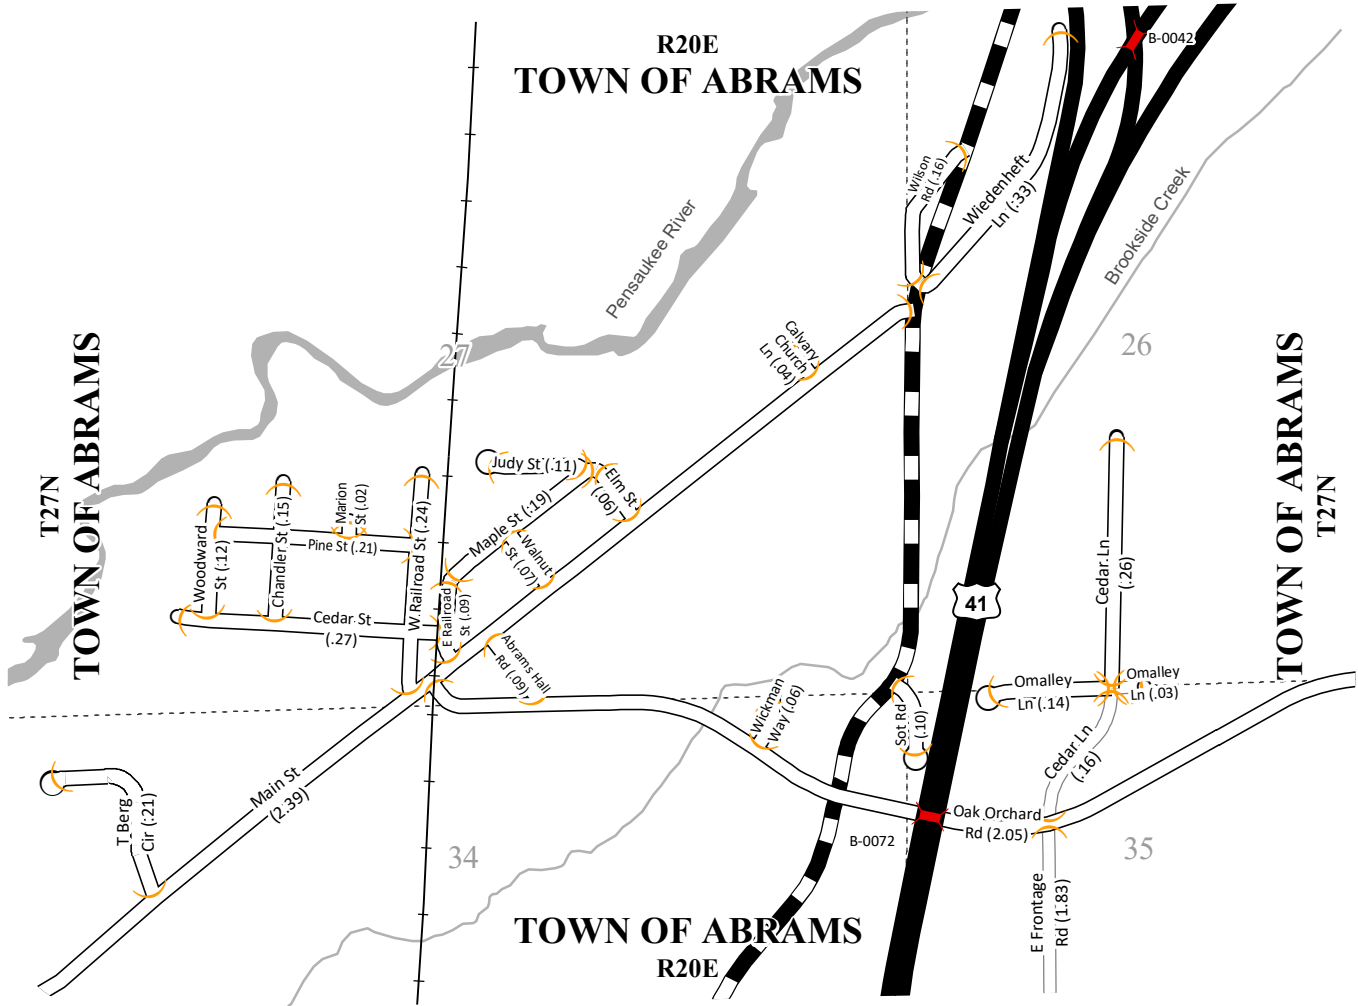 R20E
TOWN OF ABRAMS
B-0042
Wilson
Rd (.16)
Wiedenheft
Ln (.33)
Brookside Creek
Pensaukee River
27
26
Calvary
Church
Ln (.04)
T27N
TOWN OF ABRAMS
TOWN OF ABRAMS
T27N
Judy St (.11)
Elm St
(.06)
Maple St (.19)
Walnut
St (.07)
Marion
St (.02)
Woodward
St (.12)
Chandler St (.15)
Pine St (.21)
W Railroad St (.24)
E Railroad
St (.09)
Cedar St
(.27)
Abrams Hall
Rd (.09)
41
Cedar Ln
(.26)
Omalley
Ln (.14)
Omalley
Ln (.03)
Wickman
Way (.06)
Sot Rd
(.10)
Cedar Ln
(.16)
Main St
(2.39)
T Berg
Cir (.21)
Oak Orchard
Rd (2.05)
B-0072
34
35
E Frontage
Rd (1.83)
TOWN OF ABRAMS
R20E